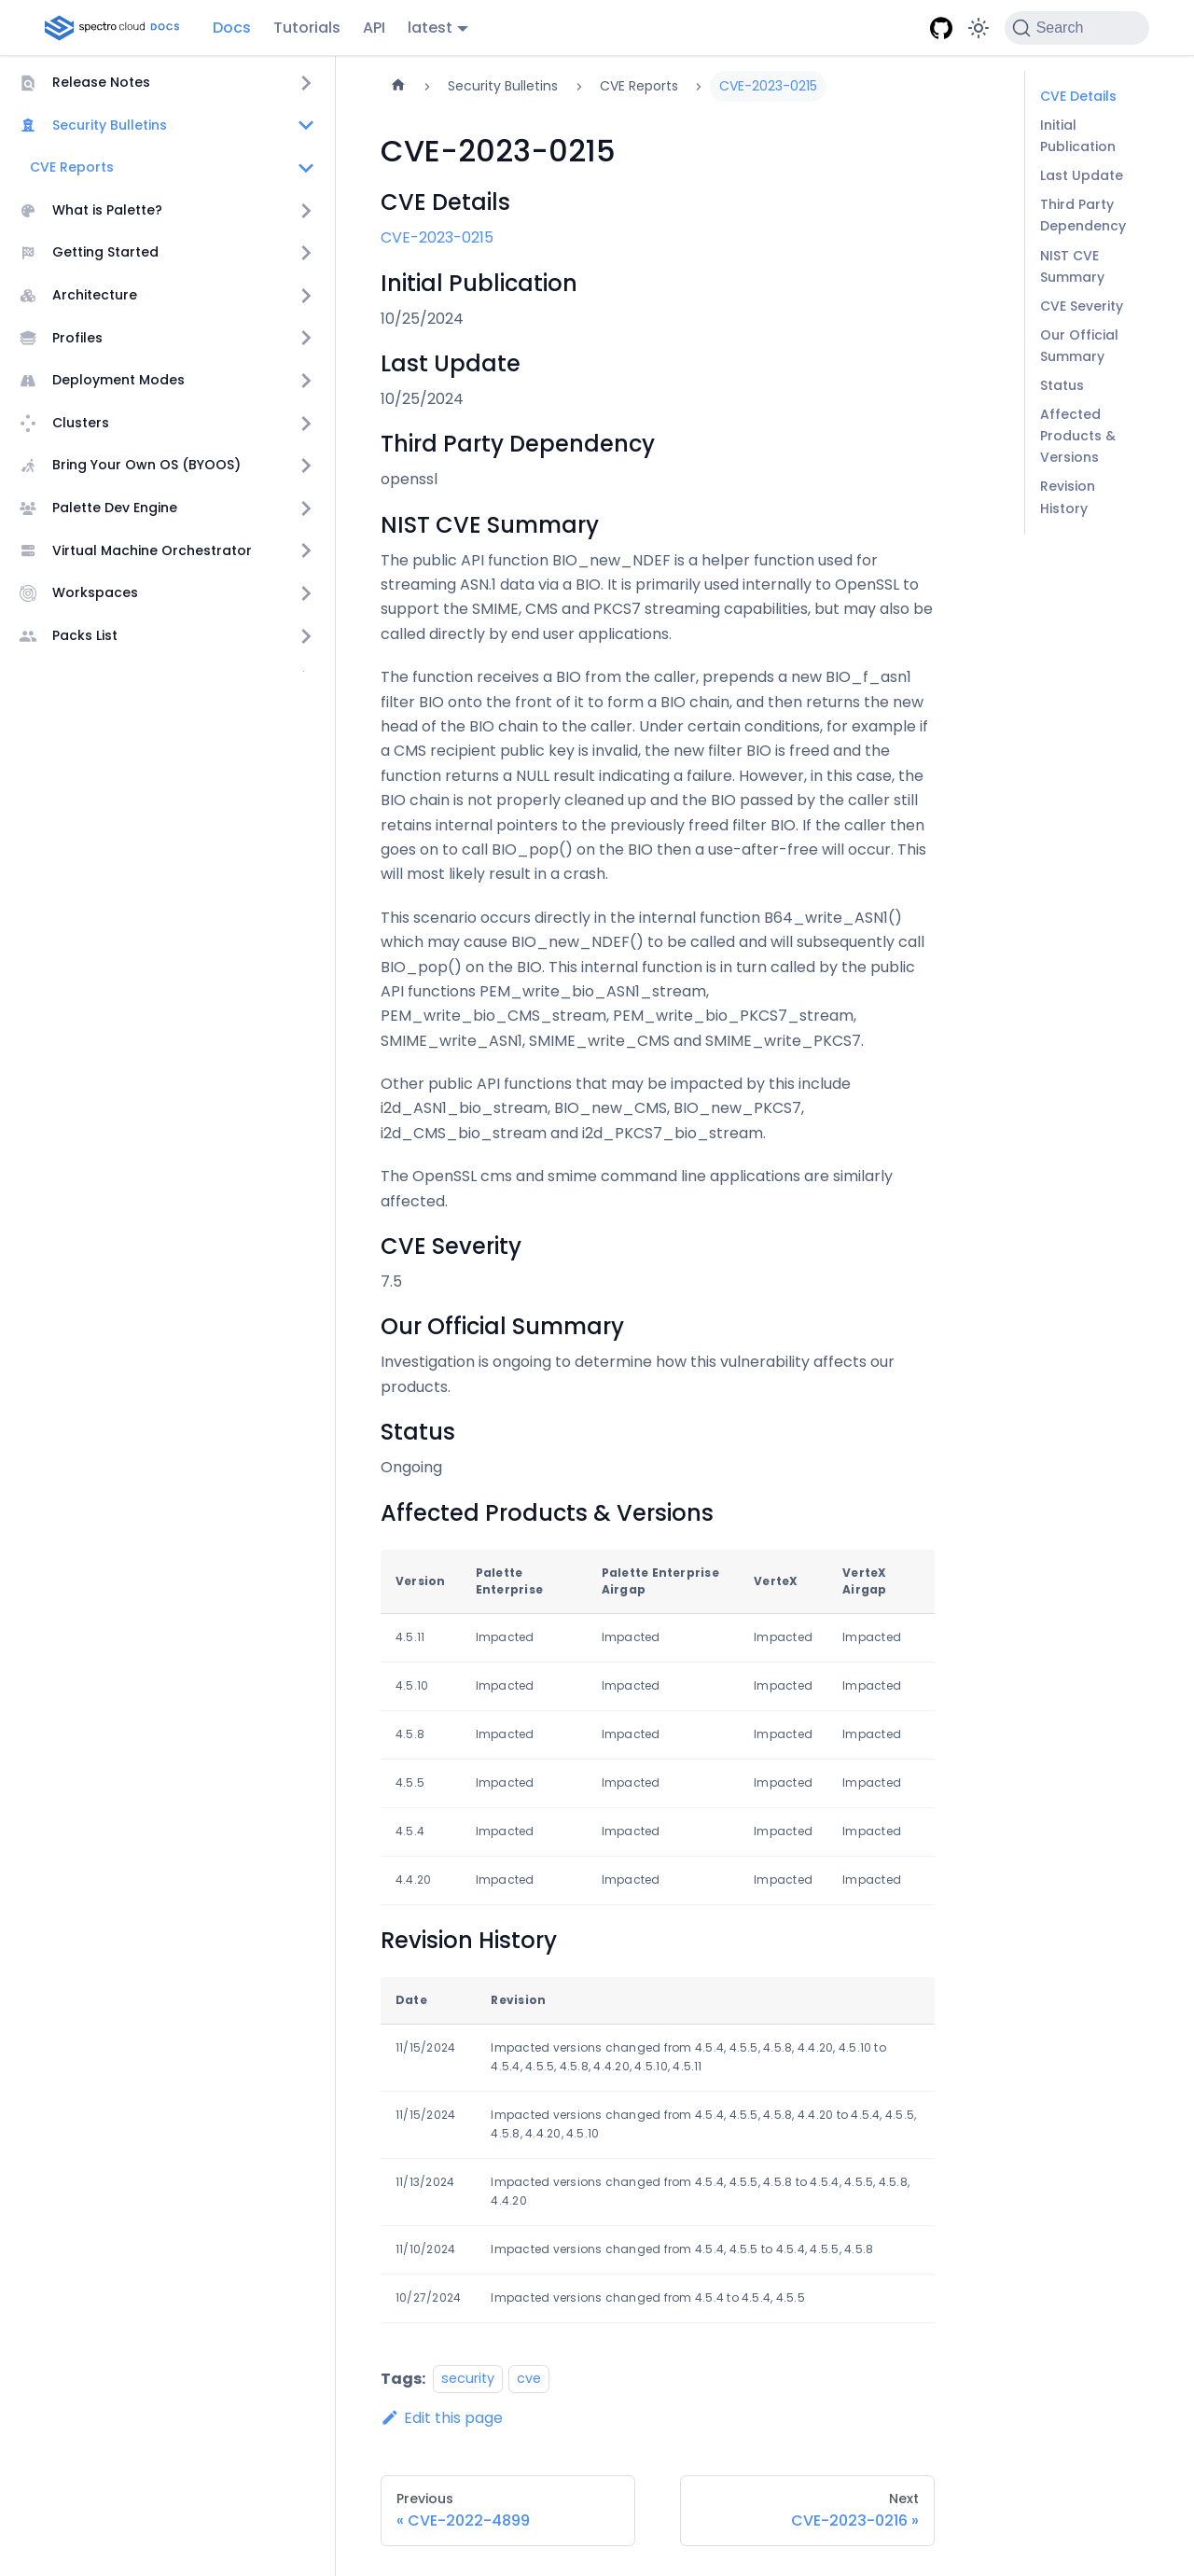 spectro cloud DOCS Docs Tutorials API latest Search
Release Notes
Security Bulletins
CVE Reports
What is Palette?
Getting Started
Architecture
Profiles
Deployment Modes
Clusters
Bring Your Own OS (BYOOS)
Palette Dev Engine
Virtual Machine Orchestrator
Workspaces
Packs List
Security Bulletins CVE Reports CVE-2023-0215
CVE-2023-0215
CVE Details
CVE-2023-0215
Initial Publication
10/25/2024
Last Update
10/25/2024
Third Party Dependency
openssl
NIST CVE Summary
The public API function BIO_new_NDEF is a helper function used for
streaming ASN.1 data via a BIO. It is primarily used internally to OpenSSL to
support the SMIME, CMS and PKCS7 streaming capabilities, but may also be
called directly by end user applications.
The function receives a BIO from the caller, prepends a new BIO_f_asn1
filter BIO onto the front of it to form a BIO chain, and then returns the new
head of the BIO chain to the caller. Under certain conditions, for example if
a CMS recipient public key is invalid, the new filter BIO is freed and the
function returns a NULL result indicating a failure. However, in this case, the
BIO chain is not properly cleaned up and the BIO passed by the caller still
retains internal pointers to the previously freed filter BIO. If the caller then
goes on to call BIO_pop() on the BIO then a use-after-free will occur. This
will most likely result in a crash.
This scenario occurs directly in the internal function B64_write_ASN1()
which may cause BIO_new_NDEF() to be called and will subsequently call
BIO_pop() on the BIO. This internal function is in turn called by the public
API functions PEM_write_bio_ASN1_stream,
PEM_write_bio_CMS_stream, PEM_write_bio_PKCS7_stream,
SMIME_write_ASN1, SMIME_write_CMS and SMIME_write_PKCS7.
Other public API functions that may be impacted by this include
i2d_ASN1_bio_stream, BIO_new_CMS, BIO_new_PKCS7,
i2d_CMS_bio_stream and i2d_PKCS7_bio_stream.
The OpenSSL cms and smime command line applications are similarly
affected.
CVE Severity
7.5
Our Official Summary
Investigation is ongoing to determine how this vulnerability affects our
products.
Status
Ongoing
Affected Products & Versions
Version Palette Enterprise Palette Enterprise Airgap VerteX VerteX Airgap
4.5.11 Impacted Impacted Impacted Impacted
4.5.10 Impacted Impacted Impacted Impacted
4.5.8 Impacted Impacted Impacted Impacted
4.5.5 Impacted Impacted Impacted Impacted
4.5.4 Impacted Impacted Impacted Impacted
4.4.20 Impacted Impacted Impacted Impacted
Revision History
Date Revision
11/15/2024 Impacted versions changed from 4.5.4, 4.5.5, 4.5.8, 4.4.20, 4.5.10 to
4.5.4, 4.5.5, 4.5.8, 4.4.20, 4.5.10, 4.5.11
11/15/2024 Impacted versions changed from 4.5.4, 4.5.5, 4.5.8, 4.4.20 to 4.5.4, 4.5.5,
4.5.8, 4.4.20, 4.5.10
11/13/2024 Impacted versions changed from 4.5.4, 4.5.5, 4.5.8 to 4.5.4, 4.5.5, 4.5.8,
4.4.20
11/10/2024 Impacted versions changed from 4.5.4, 4.5.5 to 4.5.4, 4.5.5, 4.5.8
10/27/2024 Impacted versions changed from 4.5.4 to 4.5.4, 4.5.5
Tags: security cve
Edit this page
Previous
« CVE-2022-4899
Next
CVE-2023-0216 »
CVE Details
Initial
Publication
Last Update
Third Party
Dependency
NIST CVE
Summary
CVE Severity
Our Official
Summary
Status
Affected
Products &
Versions
Revision
History